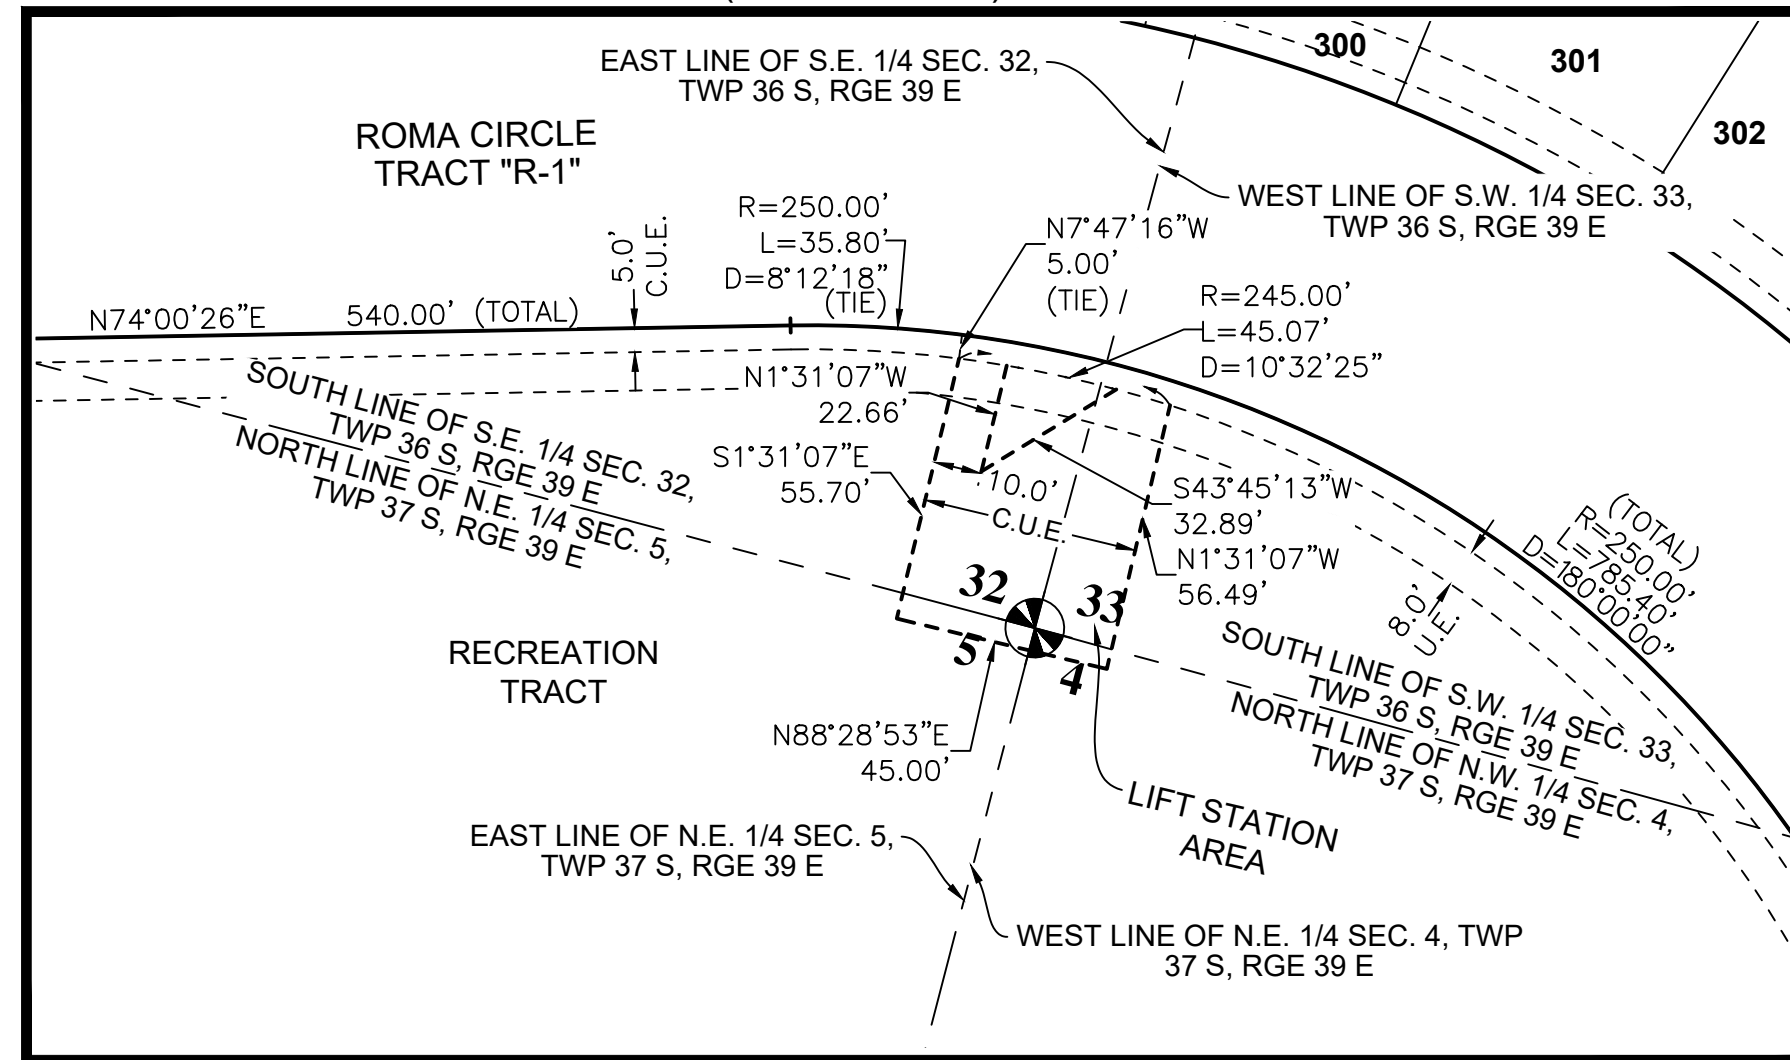 EAST LINE OF S.E. 1/4 SEC. 32,
TWP 36 S, RGE 39 E
300
301
302
ROMA CIRCLE
TRACT "R-1"
WEST LINE OF S.W. 1/4 SEC. 33,
TWP 36 S, RGE 39 E
R=250.00'
L=35.80'
D=8°12'18"
(TIE)
N7°47'16"W
5.00'
(TIE)
5.0'
C.U.E.
N74°00'26"E 540.00' (TOTAL)
R=245.00'
L=45.07'
D=10°32'25"
N1°31'07"W
22.66'
S1°31'07"E
55.70'
SOUTH LINE OF S.E. 1/4 SEC. 32,
TWP 36 S, RGE 39 E
NORTH LINE OF N.E. 1/4 SEC. 5,
TWP 37 S, RGE 39 E
10.0'
C.U.E.
S43°45'13"W
32.89'
N1°31'07"W
56.49'
(TOTAL)
R=250.00'
L=785.40'
D=180°00'00"
8.0'
U.E.
32
33
5
4
RECREATION
TRACT
SOUTH LINE OF S.W. 1/4 SEC. 33,
TWP 36 S, RGE 39 E
NORTH LINE OF N.W. 1/4 SEC. 4,
TWP 37 S, RGE 39 E
N88°28'53"E
45.00'
LIFT STATION
AREA
EAST LINE OF N.E. 1/4 SEC. 5,
TWP 37 S, RGE 39 E
WEST LINE OF N.E. 1/4 SEC. 4, TWP
37 S, RGE 39 E